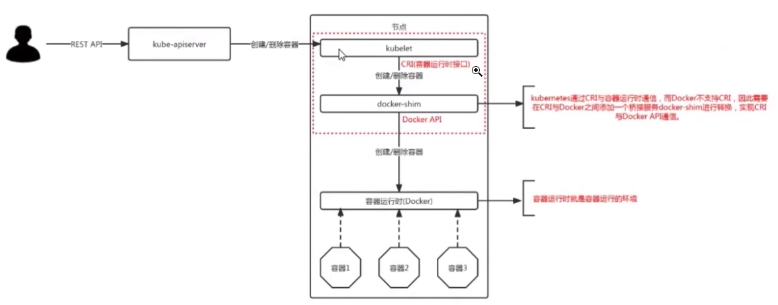 节点
REST API
kube-apiserver
创建/删除容器
kubelet
CRI(容器运行时接口)
创建/删除容器
docker-shim
Docker API
kubernetes通过CRI与容器运行时通信，而Docker不支持CRI，因此需要
在CRI与Docker之间添加一个桥接服务docker-shim进行转换，实现CRI
与Docker API通信。
创建/删除容器
容器运行时(Docker)
容器运行时就是容器运行的环境
容器1
容器2
容器3